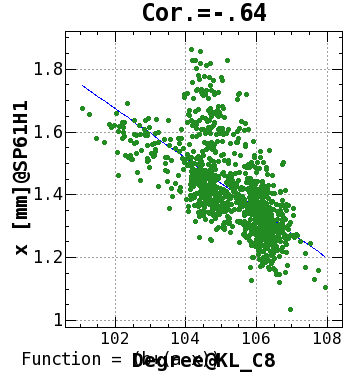 Cor.=-.64
x [mm]@SP61H1
1.8
1.6
1.4
1.2
1
102
104
106
108
Degree@KL_C8
Function =